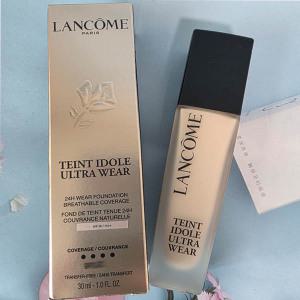 LANCÔME
PARIS
TEINT IDOLE
ULTRA WEAR
24H WEAR FOUNDATION
BREATHABLE COVERAGE
FOND DE TEINT TENUE 24H
COUVRANCE NATURELLE
COVERAGE / COUVRANCE
TRANSFER-FREE / SANS TRANSFERT
30 ml - 1.0 FL. OZ.
LANCÔME
TEINT
IDOLE
ULTRA
WEAR